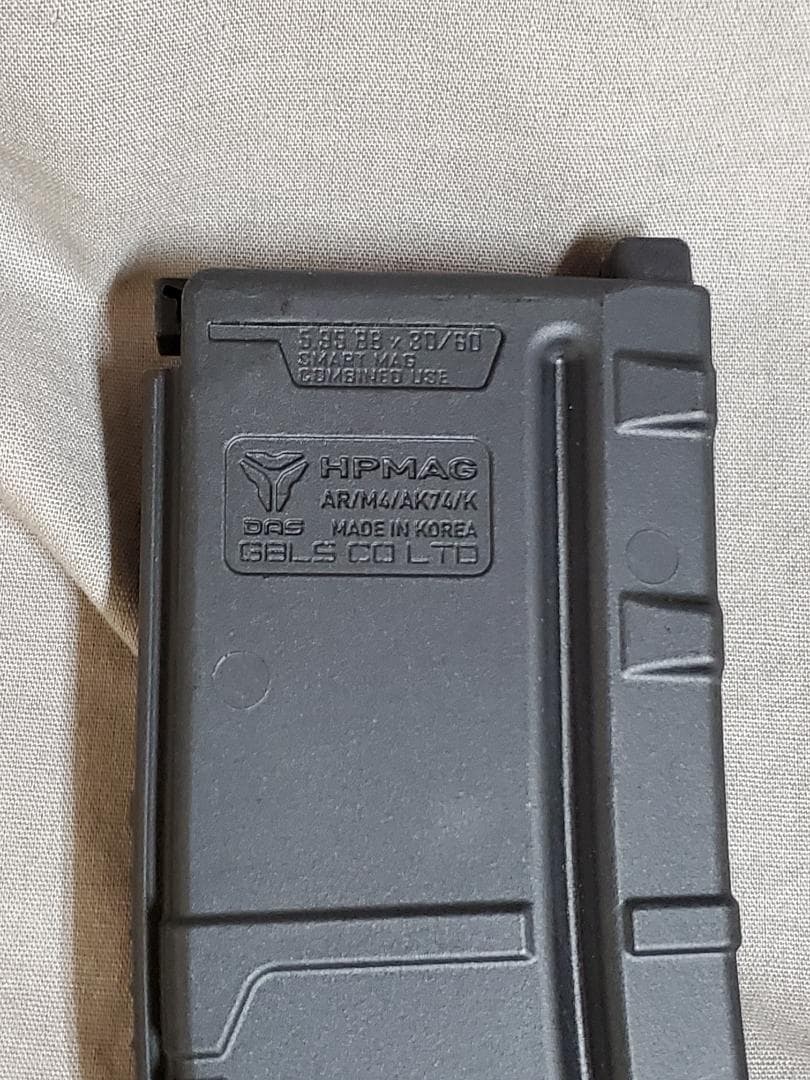 5.95 BB x 30/60
SMART MAG
COMBINED USE
HPMAG
AR/M4/AK74/K
DAS MADE IN KOREA
GBLS CO LTD